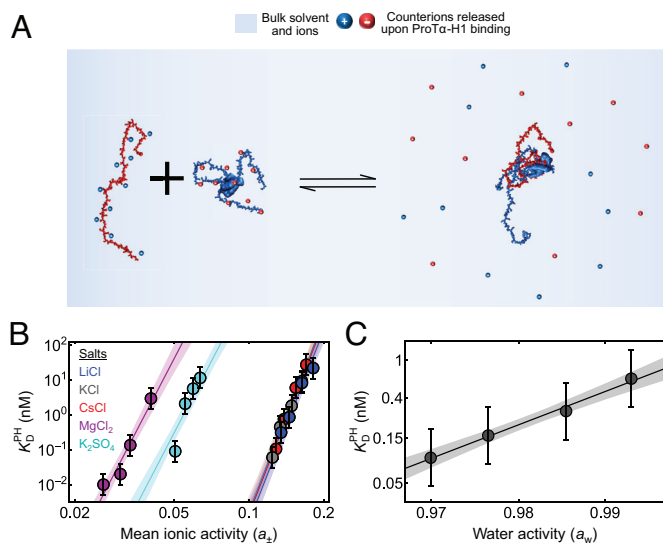 A
Bulk solvent
and ions
+
-
Counterions released
upon ProTα-H1 binding
+
B
K_D^PH (nM)
10²
10¹
10⁰
10⁻¹
10⁻²
Salts
LiCl
KCl
CsCl
MgCl₂
K₂SO₄
0.02
0.05
0.1
0.2
Mean ionic activity (a±)
C
K_D^PH (nM)
1
0.4
0.15
0.05
0.97
0.98
0.99
Water activity (a_w)